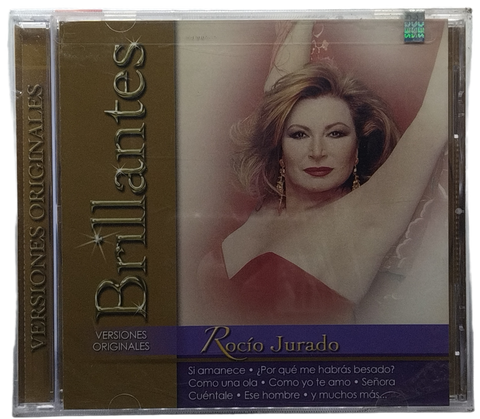 VERSIONES ORIGINALES
Brillantes
VERSIONES
ORIGINALES
Rocío Jurado
Si amanece • ¿Por qué me habrás besado?
Como una ola • Como yo te amo • Señora
Cuéntale • Ese hombre • y muchos más...